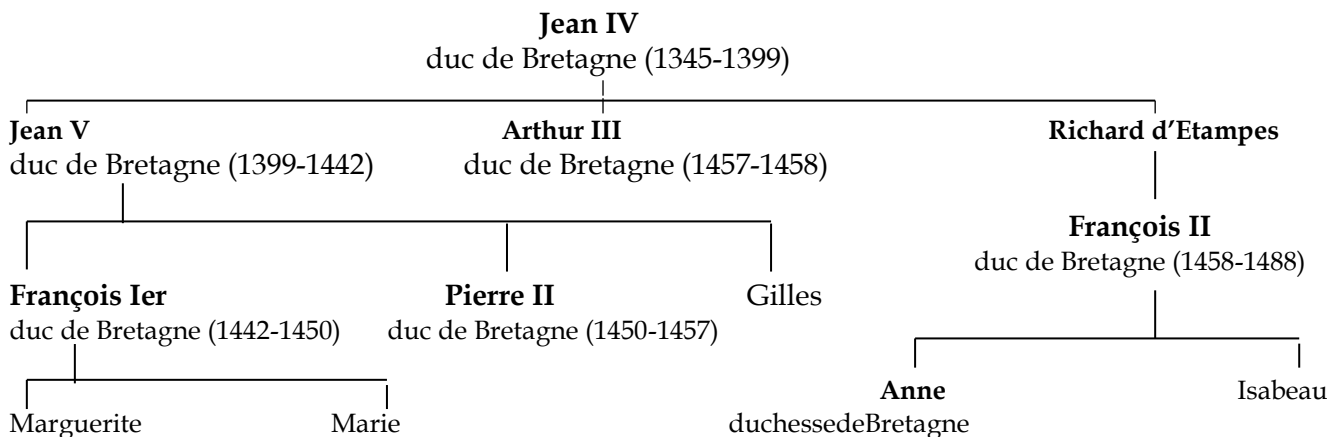 Jean IV
duc de Bretagne (1345-1399)
Jean V
duc de Bretagne (1399-1442)
Arthur III
duc de Bretagne (1457-1458)
Richard d’Etampes
François II
duc de Bretagne (1458-1488)
François Ier
duc de Bretagne (1442-1450)
Pierre II
duc de Bretagne (1450-1457)
Gilles
Marguerite
Marie
Anne
duchessedeBretagne
Isabeau